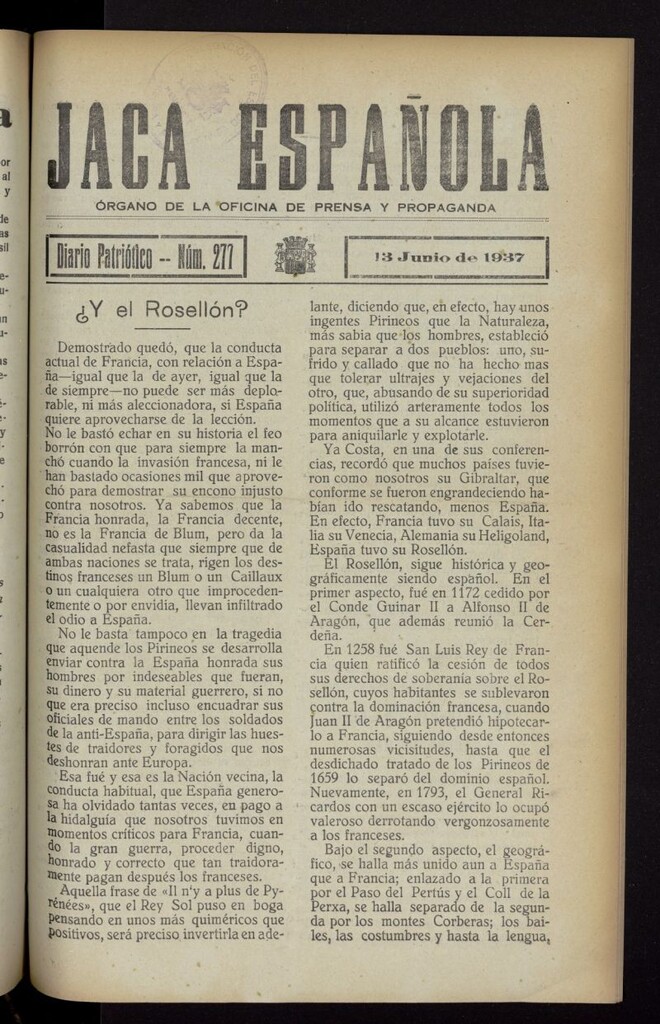 JACA ESPAÑOLA
ÓRGANO DE LA OFICINA DE PRENSA Y PROPAGANDA
Diario Patriótico -- Núm. 277
13 Junio de 1937
¿Y el Rosellón?
Demostrado quedó, que la conducta
actual de Francia, con relación a Espa-
ña—igual que la de ayer, igual que la
de siempre—no puede ser más deplo-
rable, ni más aleccionadora, si España
quiere aprovecharse de la lección.
No le bastó echar en su historia el feo
borrón con que para siempre la man-
chó cuando la invasión francesa, ni le
han bastado ocasiones mil que aprove-
chó para demostrar su encono injusto
contra nosotros. Ya sabemos que la
Francia honrada, la Francia decente,
no es la Francia de Blum, pero da la
casualidad nefasta que siempre que de
ambas naciones se trata, rigen los des-
tinos franceses un Blum o un Caillaux
o un cualquiera otro que improceden-
temente o por envidia, llevan infiltrado
el odio a España.
No le basta tampoco en la tragedia
que aquende los Pirineos se desarrolla
enviar contra la España honrada sus
hombres por indeseables que fueran,
su dinero y su material guerrero, si no
que era preciso incluso encuadrar sus
oficiales de mando entre los soldados
de la anti-España, para dirigir las hues-
tes de traidores y foragidos que nos
deshonran ante Europa.
Esa fué y esa es la Nación vecina, la
conducta habitual, que España genero-
sa ha olvidado tantas veces, en pago a
la hidalguía que nosotros tuvimos en
momentos críticos para Francia, cuan-
do la gran guerra, proceder digno,
honrado y correcto que tan traidora-
mente pagan después los franceses.
Aquella frase de «Il n'y a plus de Py-
rénées», que el Rey Sol puso en boga
pensando en unos más quiméricos que
positivos, será preciso invertirla en ade-
lante, diciendo que, en efecto, hay unos
ingentes Pirineos que la Naturaleza,
más sabia que los hombres, estableció
para separar a dos pueblos: uno, su-
frido y callado que no ha hecho mas
que tolerar ultrajes y vejaciones del
otro, que, abusando de su superioridad
política, utilizó arteramente todos los
momentos que a su alcance estuvieron
para aniquilarle y explotarle.
Ya Costa, en una de sus conferen-
cias, recordó que muchos países tuvie-
ron como nosotros su Gibraltar, que
conforme se fueron engrandeciendo ha-
bían ido rescatando, menos España.
En efecto, Francia tuvo su Calais, Ita-
lia su Venecia, Alemania su Heligoland,
España tuvo su Rosellón.
El Rosellón, sigue histórica y geo-
gráficamente siendo español. En el
primer aspecto, fué en 1172 cedido por
el Conde Guinar II a Alfonso II de
Aragón, que además reunió la Cer-
deña.
En 1258 fué San Luis Rey de Fran-
cia quien ratificó la cesión de todos
sus derechos de soberanía sobre el Ro-
sellón, cuyos habitantes se sublevaron
contra la dominación francesa, cuando
Juan II de Aragón pretendió hipotecar-
lo a Francia, siguiendo desde entonces
numerosas vicisitudes, hasta que el
desdichado tratado de los Pirineos de
1659 lo separó del dominio español.
Nuevamente, en 1793, el General Ri-
cardos con un escaso ejército lo ocupó
valeroso derrotando vergonzosamente
a los franceses.
Bajo el segundo aspecto, el geográ-
fico, se halla más unido aun a España
que a Francia; enlazado a la primera
por el Paso del Pertús y el Coll de la
Perxa, se halla separado de la segun-
da por los montes Corberas; los bai-
les, las costumbres y hasta la lengua,